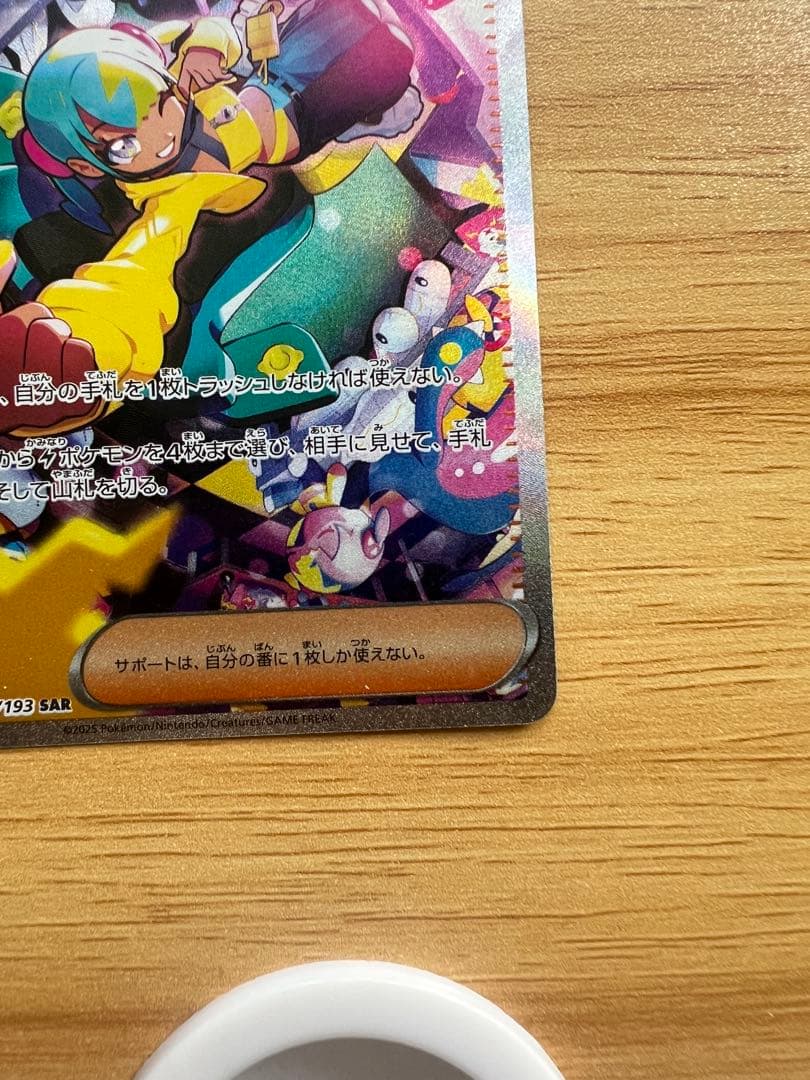 、自分の手札を1枚トラッシュしなければ使えない。
からポケモンを4枚まで選び、相手に見せて、手札
そして山札を切る。
サポートは、自分の番に1枚しか使えない。
/193 SAR
©2025 Pokémon/Nintendo/Creatures/GAME FREAK